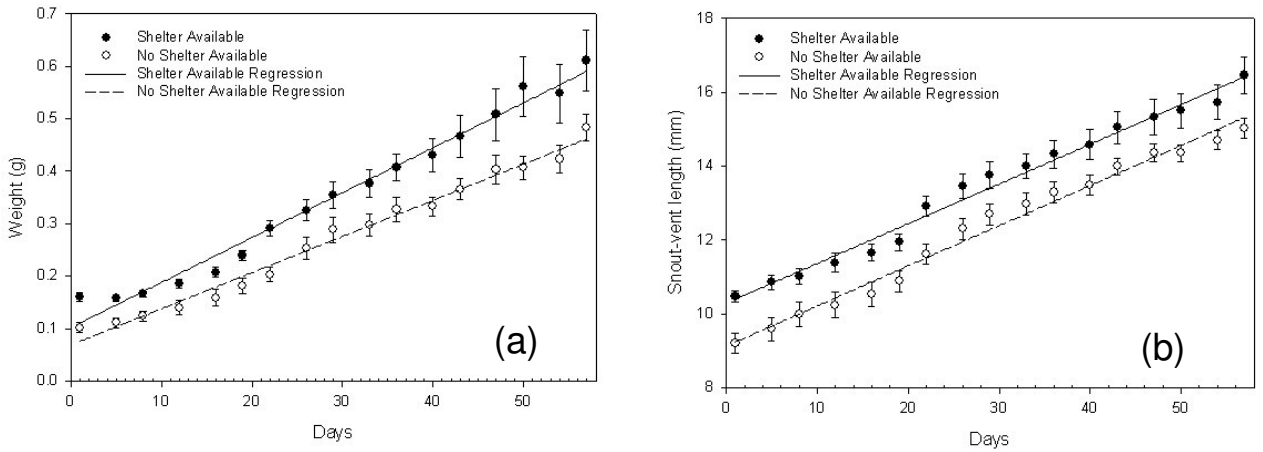 0.7
0.6
0.5
0.4
0.3
0.2
0.1
0.0
Weight (g)
Shelter Available
No Shelter Available
Shelter Available Regression
No Shelter Available Regression
(a)
0 10 20 30 40 50
Days
18
16
14
12
10
8
Snout-vent length (mm)
Shelter Available
No Shelter Available
Shelter Available Regression
No Shelter Available Regression
(b)
0 10 20 30 40 50
Days